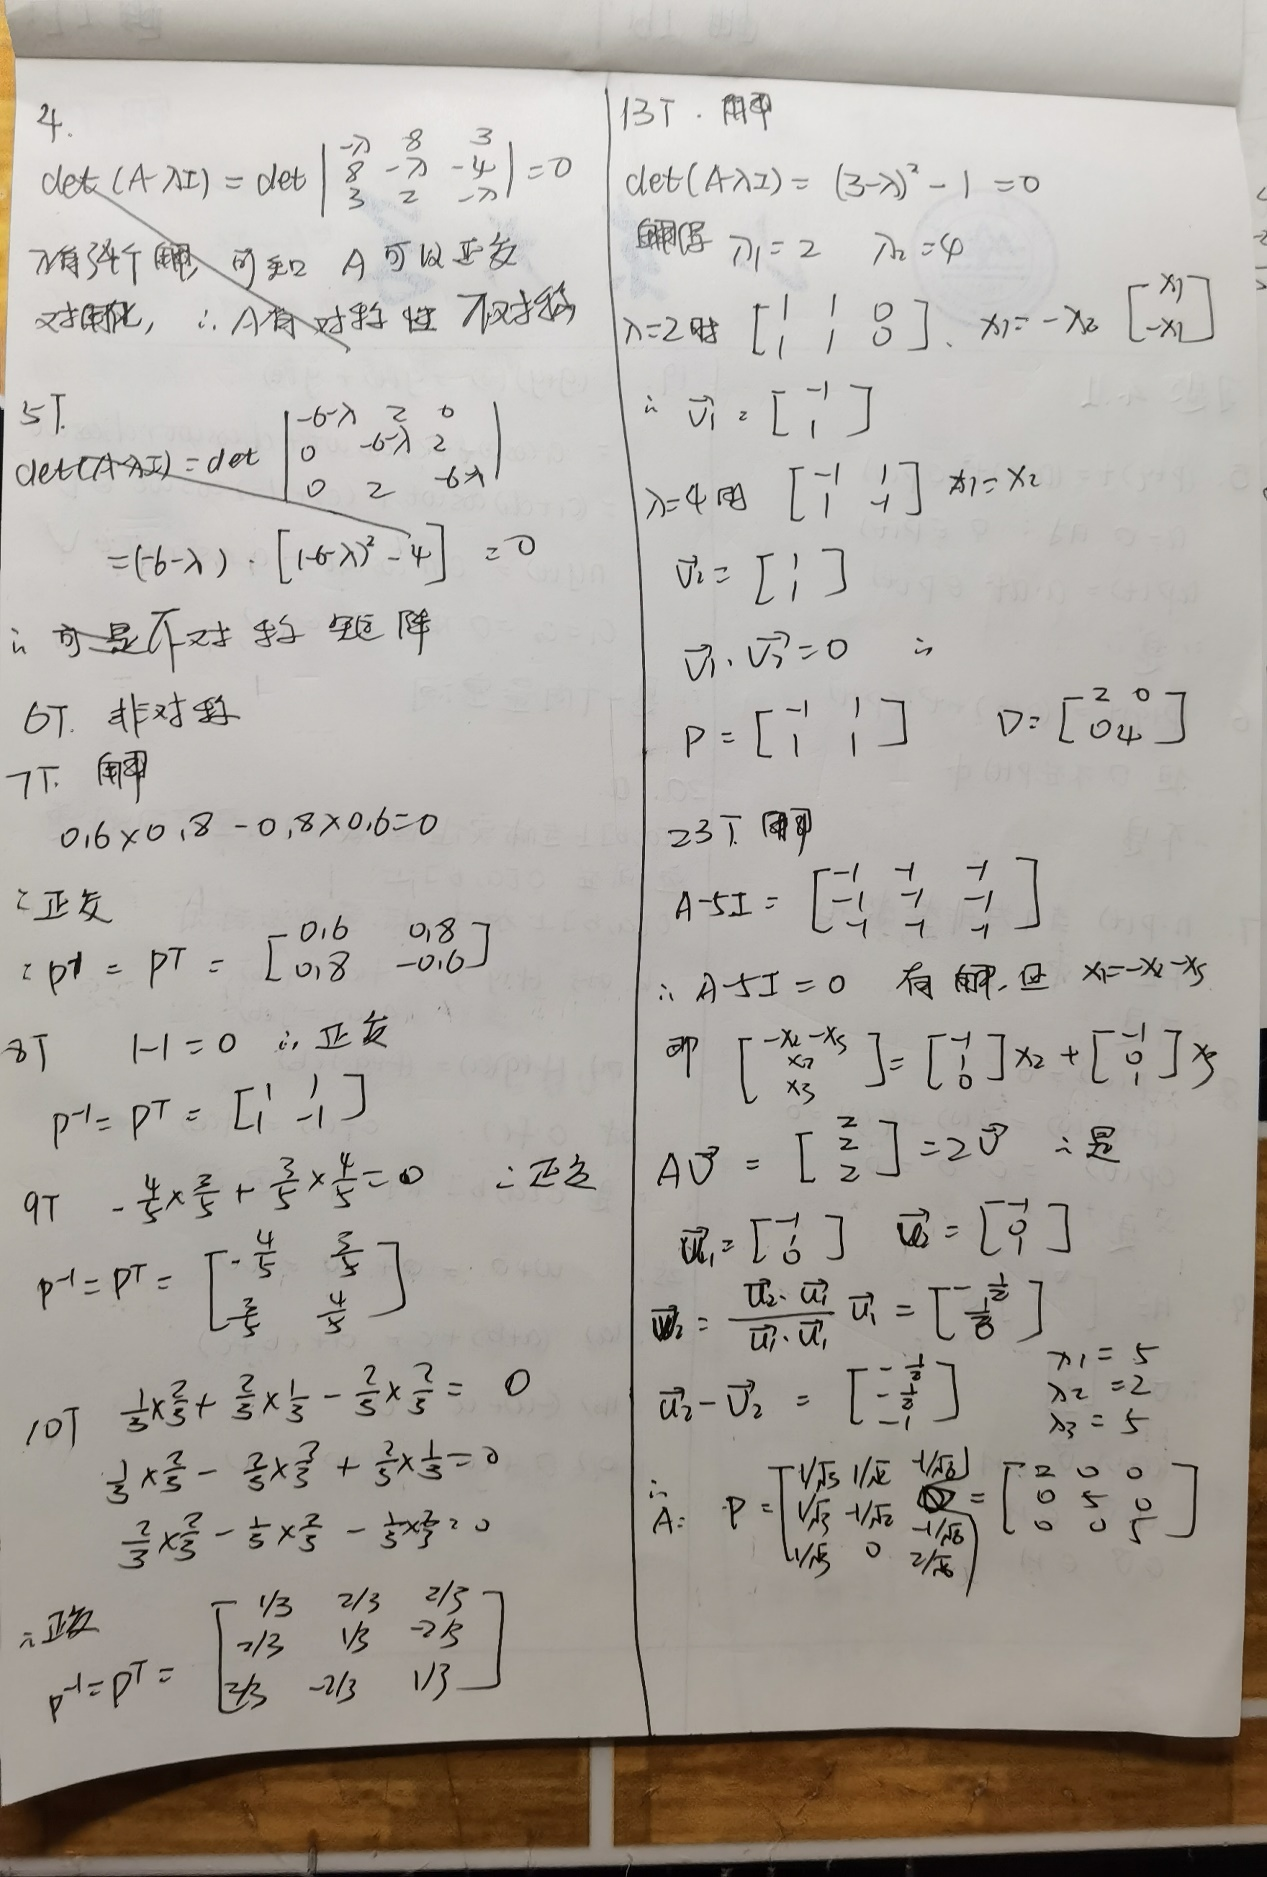 4.
det(A-λI) = det | -λ 8 3 | = 0
8 -λ -4
3 2 -λ
可知 A可以正交
对角化, ∴ A有对称性 不对称
5T.
det(A-λI) = det | -6-λ 2 0 |
0 -6-λ 2
0 2 -6-λ
= (-6-λ) · [(-6-λ)² - 4] = 0
∴ 可是不对称矩阵
6T. 非对称
7T. 解
0.6×0.8 - 0.8×0.6=0
∴正交
∴ P⁻¹ = Pᵀ = [ 0.6 0.8 ]
0.8 -0.6
8T 1-1=0 ∴正交
P⁻¹ = Pᵀ = [ 1 1 ]
1 -1
9T -4/5 × 3/5 + 3/5 × 4/5 = 0 ∴正交
P⁻¹ = Pᵀ = [ -4/5 3/5 ]
3/5 4/5
10T 1/3 × 2/3 + 2/3 × 1/3 - 2/3 × 2/3 = 0
1/3 × 2/3 - 2/3 × 2/3 + 2/3 × 1/3 = 0
2/3 × 2/3 - 1/3 × 2/3 - 1/3 × 2/3 = 0
∴正交
P⁻¹ = Pᵀ = [ 1/3 2/3 2/3 ]
2/3 1/3 -2/3
2/3 -2/3 1/3
13T. 解
det(A-λI) = (3-λ)² - 1 = 0
解得 λ₁=2 λ₂=4
λ=2时 [ 1 1 0 ] . x₁=-x₂ [ x₁ ]
1 1 0 -x₁
∴ v₁ = [ -1 ]
1
λ=4时 [ -1 1 ] x₁=x₂
1 -1
v₂ = [ 1 ]
1
v₁·v₂=0 ∴
P = [ -1 1 ] D = [ 2 0 ]
1 1 0 4
23T. 解
A-5I = [ -1 -1 -1 ]
-1 -1 -1
-1 -1 -1
∴ A-5I=0 有解,且 x₁=-x₂-x₃
即 [ -x₂-x₃ ] = [ -1 ] x₂ + [ -1 ] x₃
x₂ 1 0
x₃ 0 1
Av = [ 2 ] = 2v ∴是
2
2
u₁ = [ -1 ] u₂ = [ -1 ]
1 0
0 1
v₂ = u₂·u₁ / u₁·u₁ u₁ = [ -1/2 ]
1/2
0
u₂ - v₂ = [ -1/2 ] λ₁ = 5
-1/2 λ₂ = 2
-1 λ₃ = 5
∴ A: P = [ 1/√3 1/√2 -1/√6 ] = [ 2 0 0 ]
1/√3 -1/√2 -1/√6 0 5 0
1/√3 0 2/√6 0 0 5